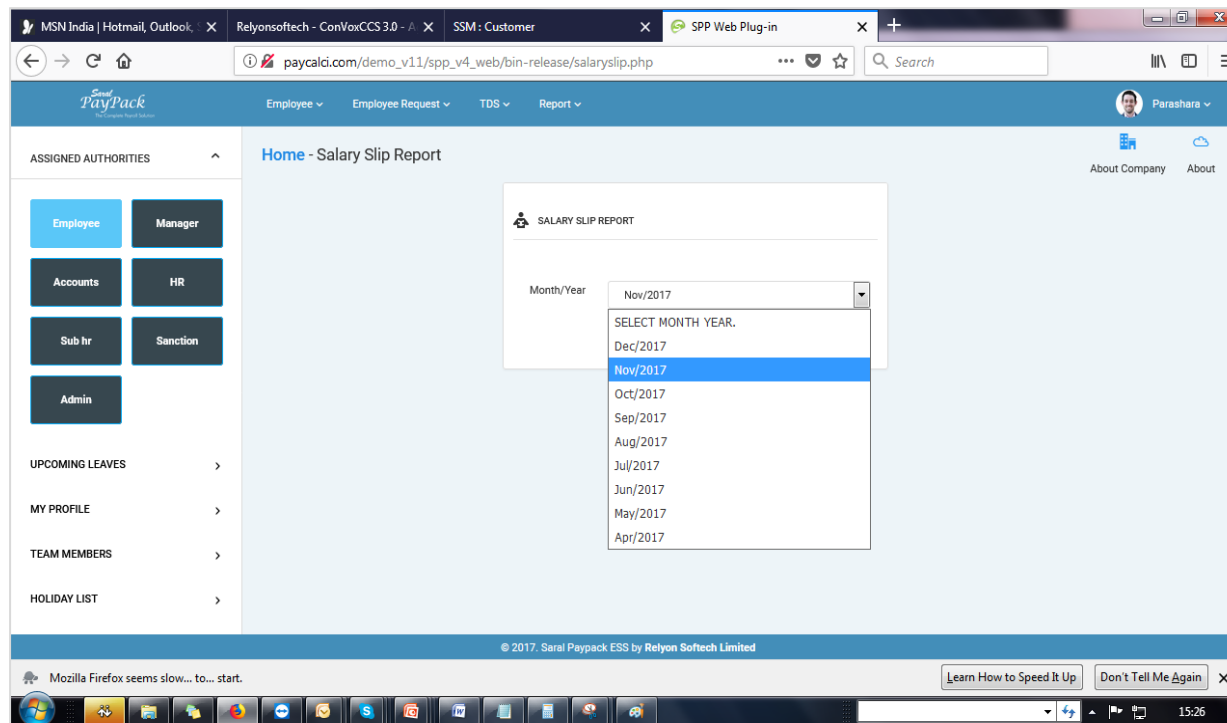 MSN India | Hotmail, Outlook, S
Relyonsoftech - ConVoxCCS 3.0 - A
SSM : Customer
SPP Web Plug-in
paycalci.com/demo_v11/spp_v4_web/bin-release/salaryslip.php
Search
Saral
PayPack
Employee
Employee Request
TDS
Report
Parashara
ASSIGNED AUTHORITIES
Home - Salary Slip Report
About Company
About
Employee
Manager
SALARY SLIP REPORT
Accounts
HR
Month/Year
Nov/2017
SELECT MONTH YEAR.
Sub hr
Sanction
Dec/2017
Nov/2017
Admin
Oct/2017
Sep/2017
Aug/2017
UPCOMING LEAVES
Jul/2017
Jun/2017
MY PROFILE
May/2017
Apr/2017
TEAM MEMBERS
HOLIDAY LIST
© 2017. Saral Paypack ESS by Relyon Softech Limited
Mozilla Firefox seems slow... to... start.
Learn How to Speed It Up
Don't Tell Me Again
15:26